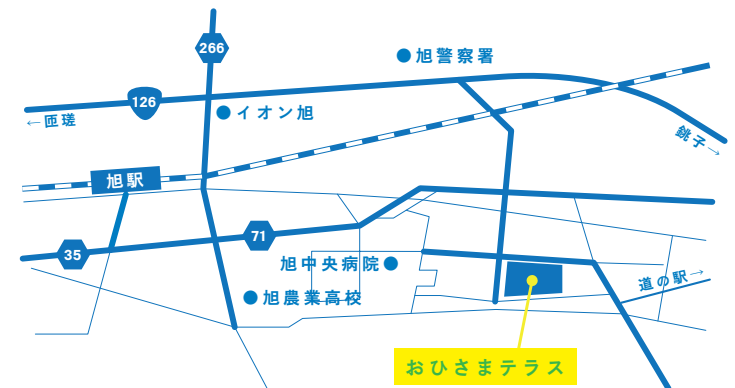 266
旭警察署
126
イオン旭
←匝瑳
銚子→
旭駅
71
35
旭中央病院
道の駅→
旭農業高校
おひさまテラス